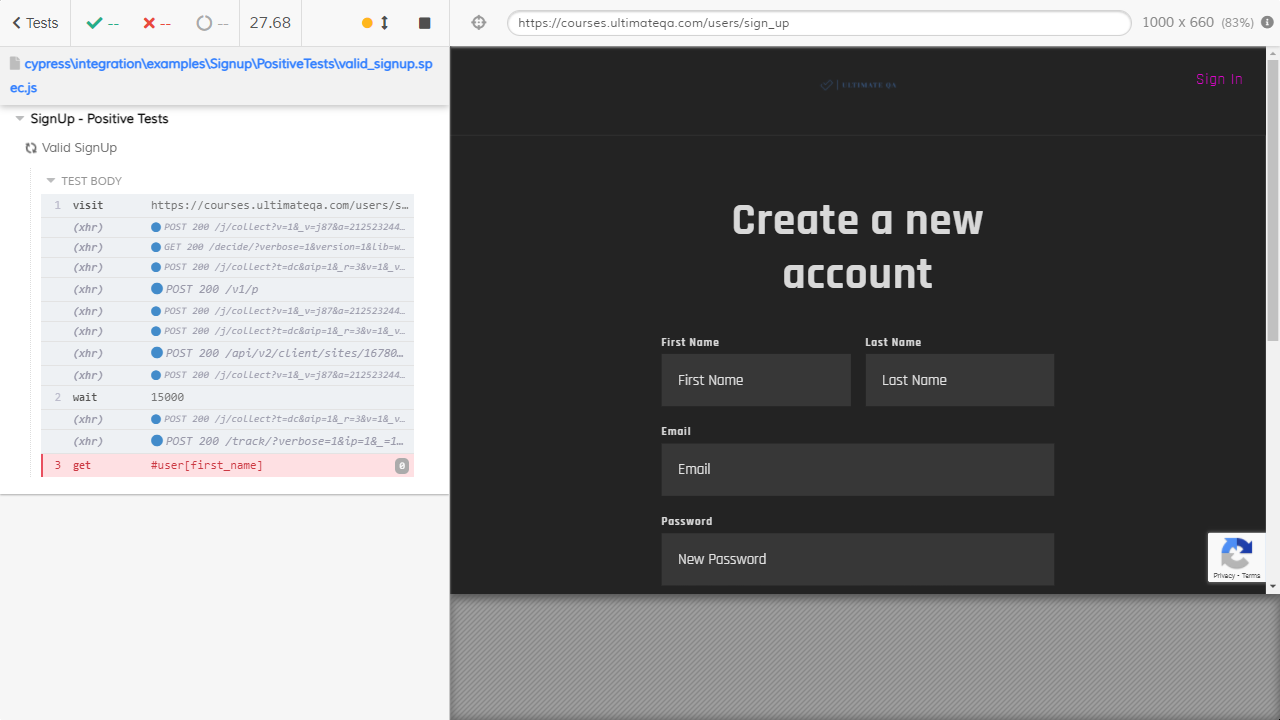 Tests
--
--
--
27.68
https://courses.ultimateqa.com/users/sign_up
1000 x 660 (83%)
cypress\integration\examples\Signup\PositiveTests\valid_signup.sp
ec.js
SignUp - Positive Tests
Valid SignUp
TEST BODY
1 visit https://courses.ultimateqa.com/users/s…
(xhr) POST 200 /j/collect?v=1&_v=j87&a=212523244…
(xhr) GET 200 /decide/?verbose=1&version=1&lib=w…
(xhr) POST 200 /j/collect?t=dc&aip=1&_r=3&v=1&_v…
(xhr) POST 200 /v1/p
(xhr) POST 200 /j/collect?v=1&_v=j87&a=212523244…
(xhr) POST 200 /j/collect?t=dc&aip=1&_r=3&v=1&_v…
(xhr) POST 200 /api/v2/client/sites/16780…
(xhr) POST 200 /j/collect?v=1&_v=j87&a=212523244…
2 wait 15000
(xhr) POST 200 /j/collect?t=dc&aip=1&_r=3&v=1&_v…
(xhr) POST 200 /track/?verbose=1&ip=1&_=1…
3 get #user[first_name] 0
ULTIMATE QA
Sign In
Create a new
account
First Name Last Name
First Name Last Name
Email
Email
Password
New Password
Privacy - Terms